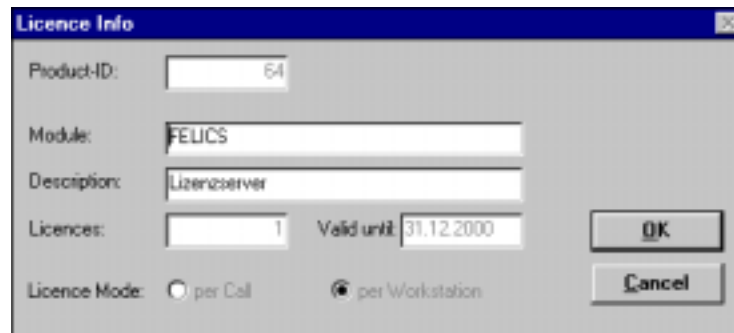 Licence Info
Product-ID: 64
Module: FELICS
Description: Lizenzserver
Licences: 1 Valid until: 31.12.2000
OK
Licence Mode: per Call per Workstation
Cancel